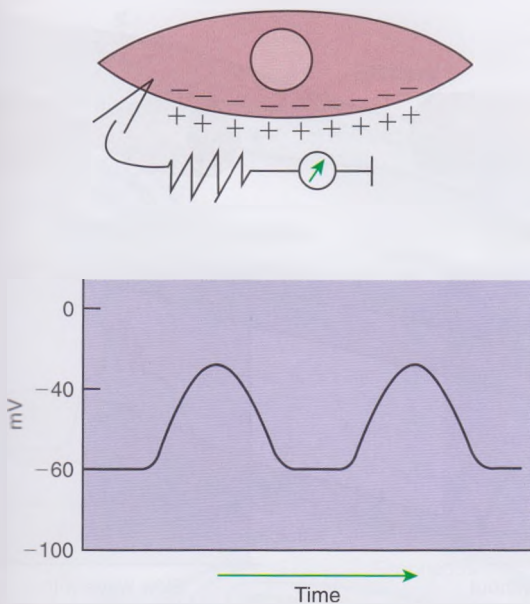 − − − − − − − − −
+ + + + + + + + +
0
−40
−60
−100
mV
Time